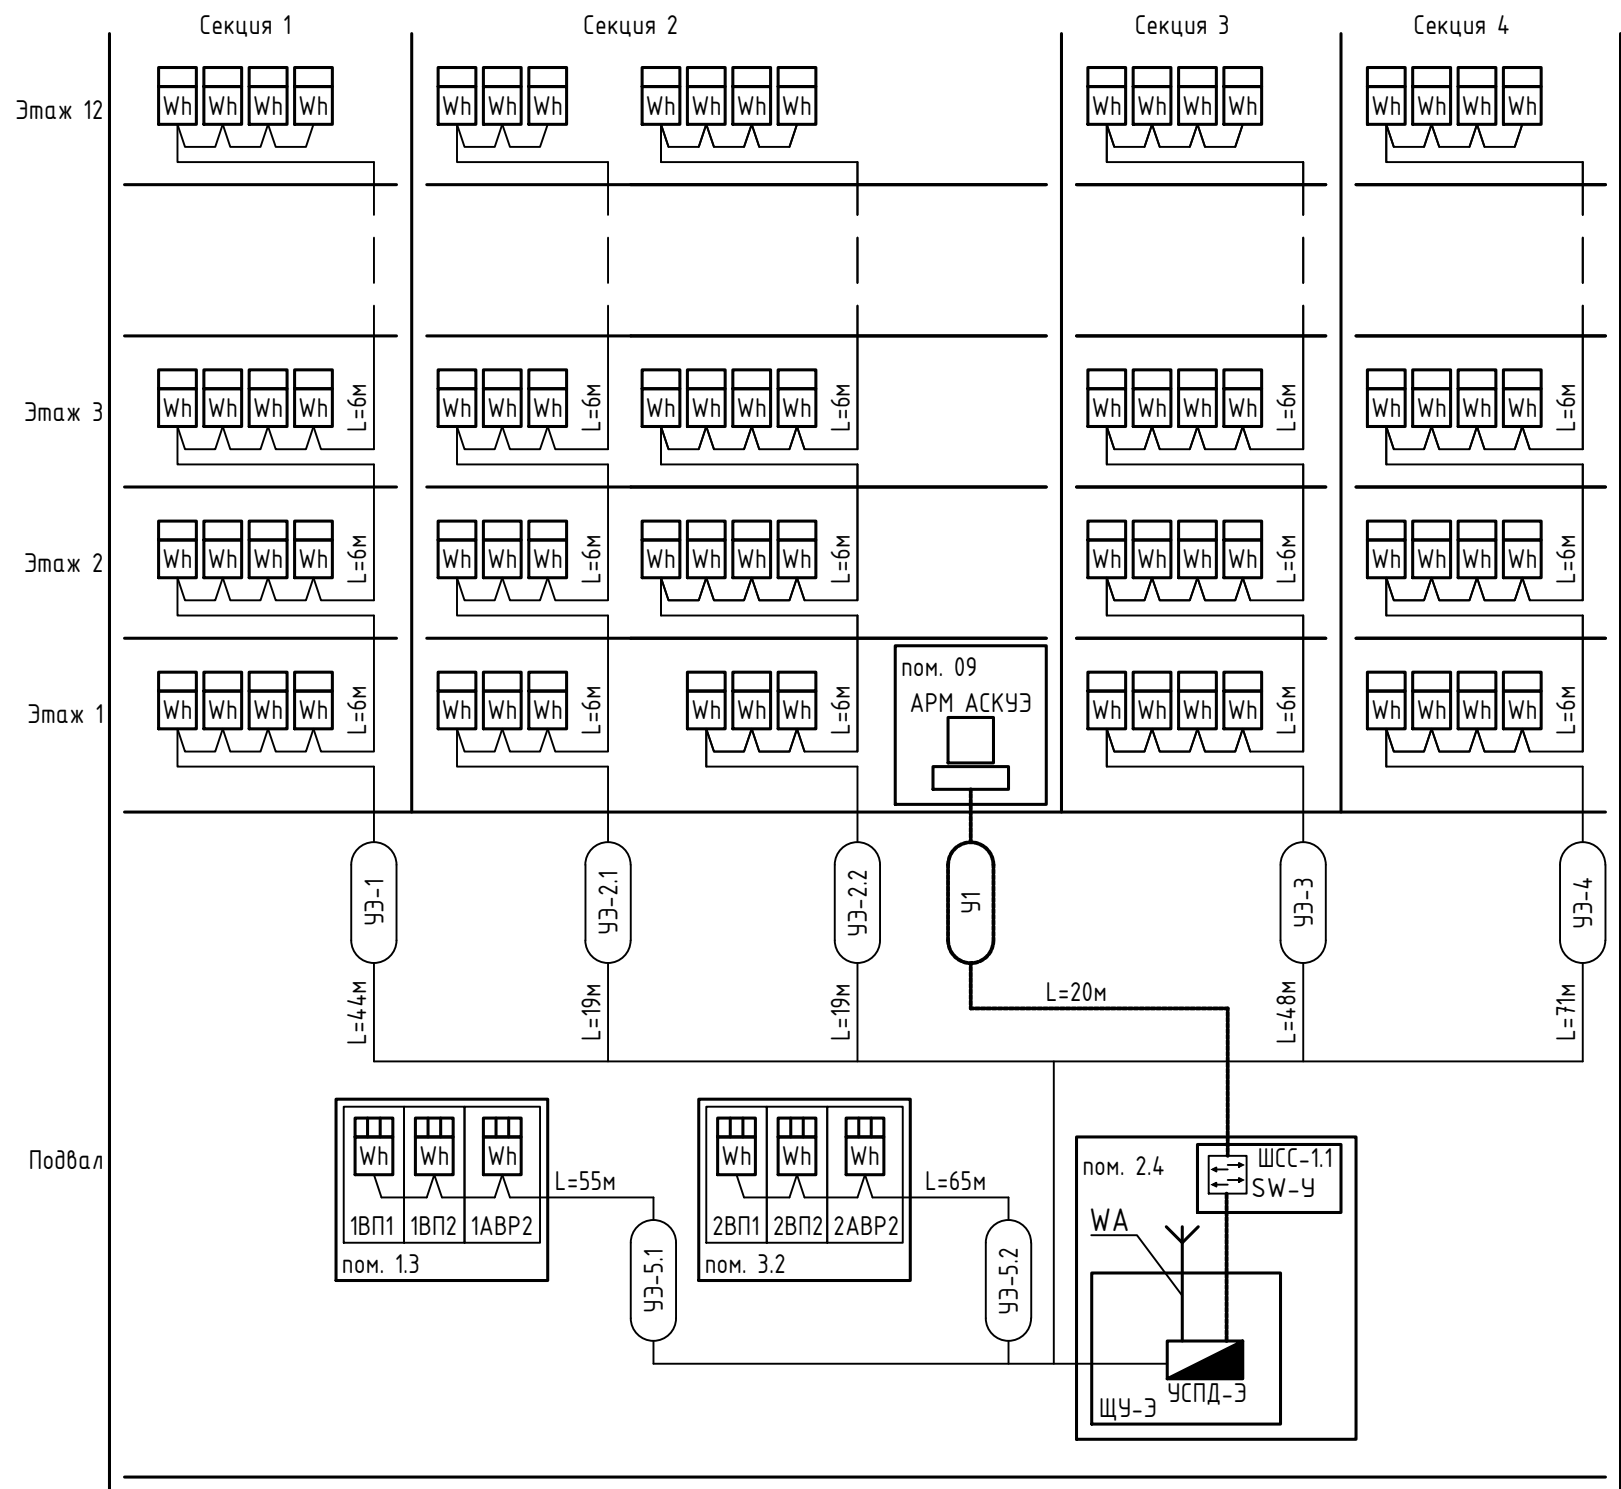 Секция 1 Секция 2 Секция 3 Секция 4
Этаж 12
Wh Wh Wh Wh Wh Wh Wh Wh Wh Wh Wh Wh Wh Wh Wh Wh Wh Wh Wh
Этаж 3
Wh Wh Wh Wh L=6м Wh Wh Wh L=6м Wh Wh Wh Wh L=6м Wh Wh Wh Wh L=6м Wh Wh Wh Wh L=6м
Этаж 2
Wh Wh Wh Wh L=6м Wh Wh Wh L=6м Wh Wh Wh Wh L=6м Wh Wh Wh Wh L=6м Wh Wh Wh Wh L=6м
пом. 09
АРМ АСКУЭ
Этаж 1
Wh Wh Wh Wh L=6м Wh Wh Wh L=6м Wh Wh Wh L=6м Wh Wh Wh Wh L=6м Wh Wh Wh Wh L=6м
УЭ-1 УЭ-2.1 УЭ-2.2 У1 УЭ-3 УЭ-4
L=44м L=19м L=19м L=20м L=48м L=71м
Подвал
Wh Wh Wh
L=55м
1ВП1 1ВП2 1АВР2
пом. 1.3
УЭ-5.1
Wh Wh Wh
L=65м
2ВП1 2ВП2 2АВР2
пом. 3.2
УЭ-5.2
пом. 2.4
ШСС-1.1
SW-У
WA
УСПД-Э
ЩУ-Э